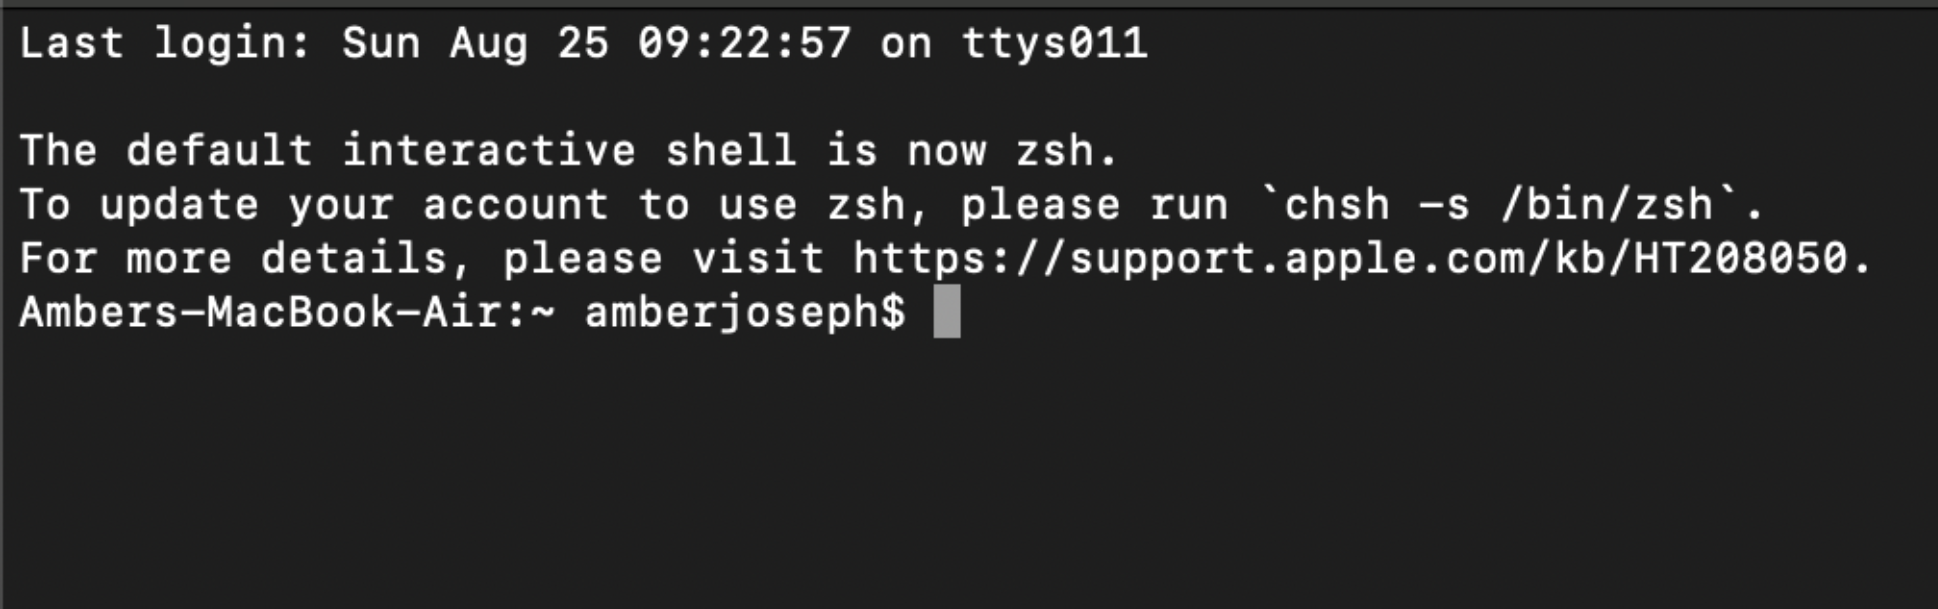 Last login: Sun Aug 25 09:22:57 on ttys011
The default interactive shell is now zsh.
To update your account to use zsh, please run `chsh -s /bin/zsh`.
For more details, please visit https://support.apple.com/kb/HT208050.
Ambers-MacBook-Air:~ amberjoseph$